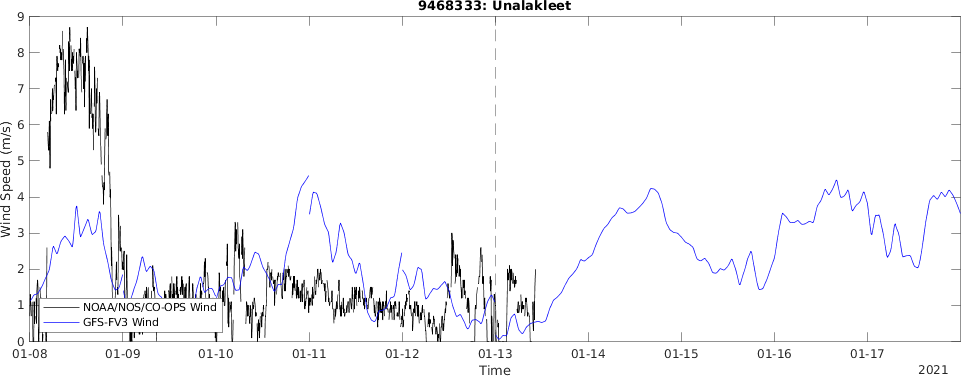 9468333: Unalakleet
9
8
7
6
5
4
3
2
1
0
Wind Speed (m/s)
NOAA/NOS/CO-OPS Wind
GFS-FV3 Wind
01-08 01-09 01-10 01-11 01-12 01-13 01-14 01-15 01-16 01-17
Time
2021